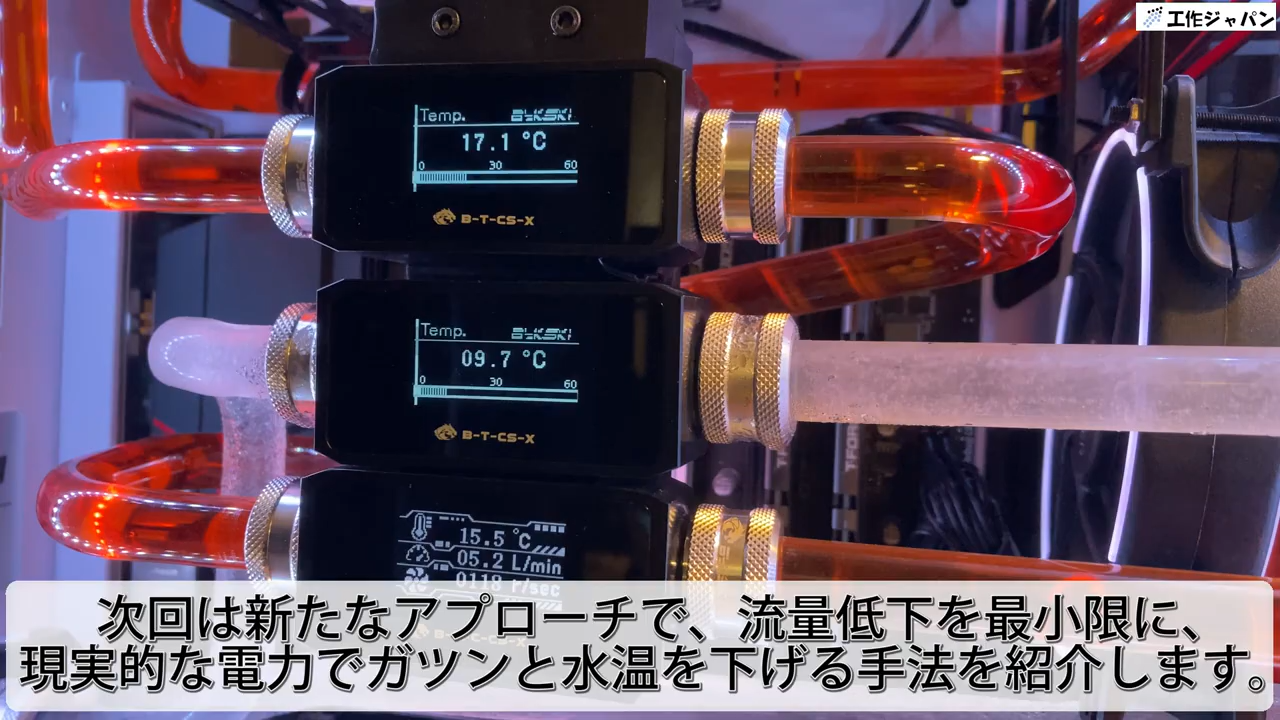 工作ジャパン
Temp. BYKSKI
17.1 °C
0 30 60
B-T-CS-X
Temp. BYKSKI
09.7 °C
0 30 60
B-T-CS-X
T-FOR
15.5 °C
05.2 L/min
0118 r/sec
次回は新たなアプローチで、流量低下を最小限に、
現実的な電力でガツンと水温を下げる手法を紹介します。